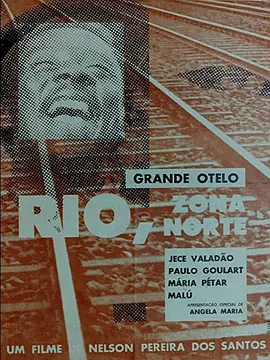 GRANDE OTELO
RIO, ZONA
NORTE
JECE VALADÃO
PAULO GOULART
MÁRIA PÉTAR
MALÚ
APRESENTAÇÃO ESPECIAL DE
ANGELA MARIA
UM FILME DE NELSON PEREIRA DOS SANTOS